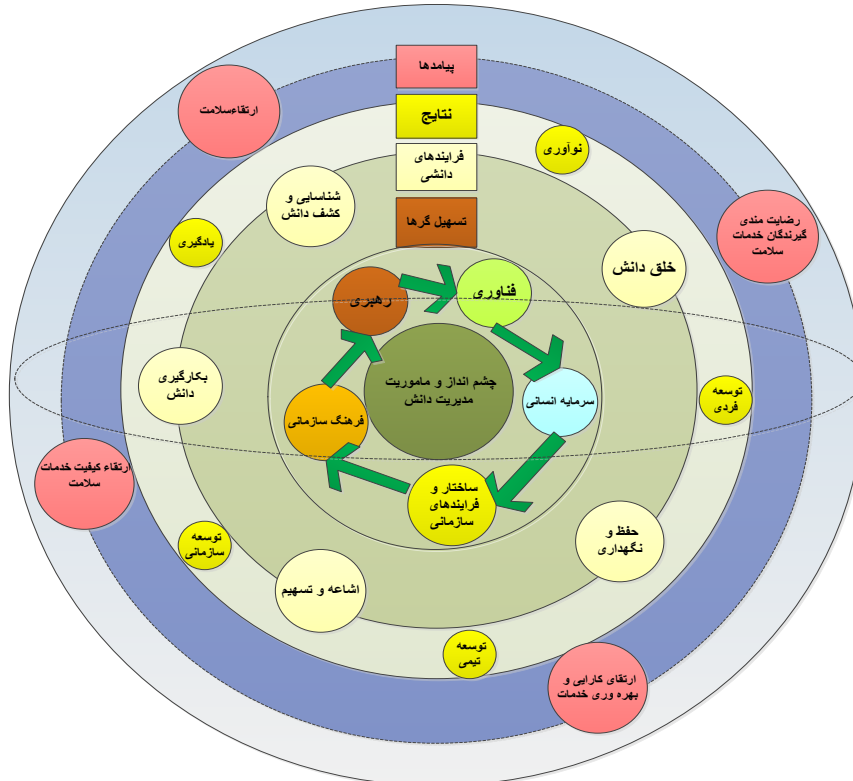 پیامدها
نتایج
فرایندهای
دانشی
تسهیل گرها
ارتقاءسلامت
نوآوری
شناسایی و
کشف دانش
رضایت مندی
گیرندگان خدمات
سلامت
یادگیری
خلق دانش
رهبری
فناوری
چشم انداز و ماموریت
مدیریت دانش
بکارگیری
دانش
سرمایه انسانی
توسعه
فردی
فرهنگ سازمانی
ارتقاء کیفیت خدمات
سلامت
ساختار و
فرایندهای
سازمانی
حفظ و
نگهداری
توسعه
سازمانی
اشاعه و تسهیم
توسعه
تیمی
ارتقای کارایی و
بهره وری خدمات